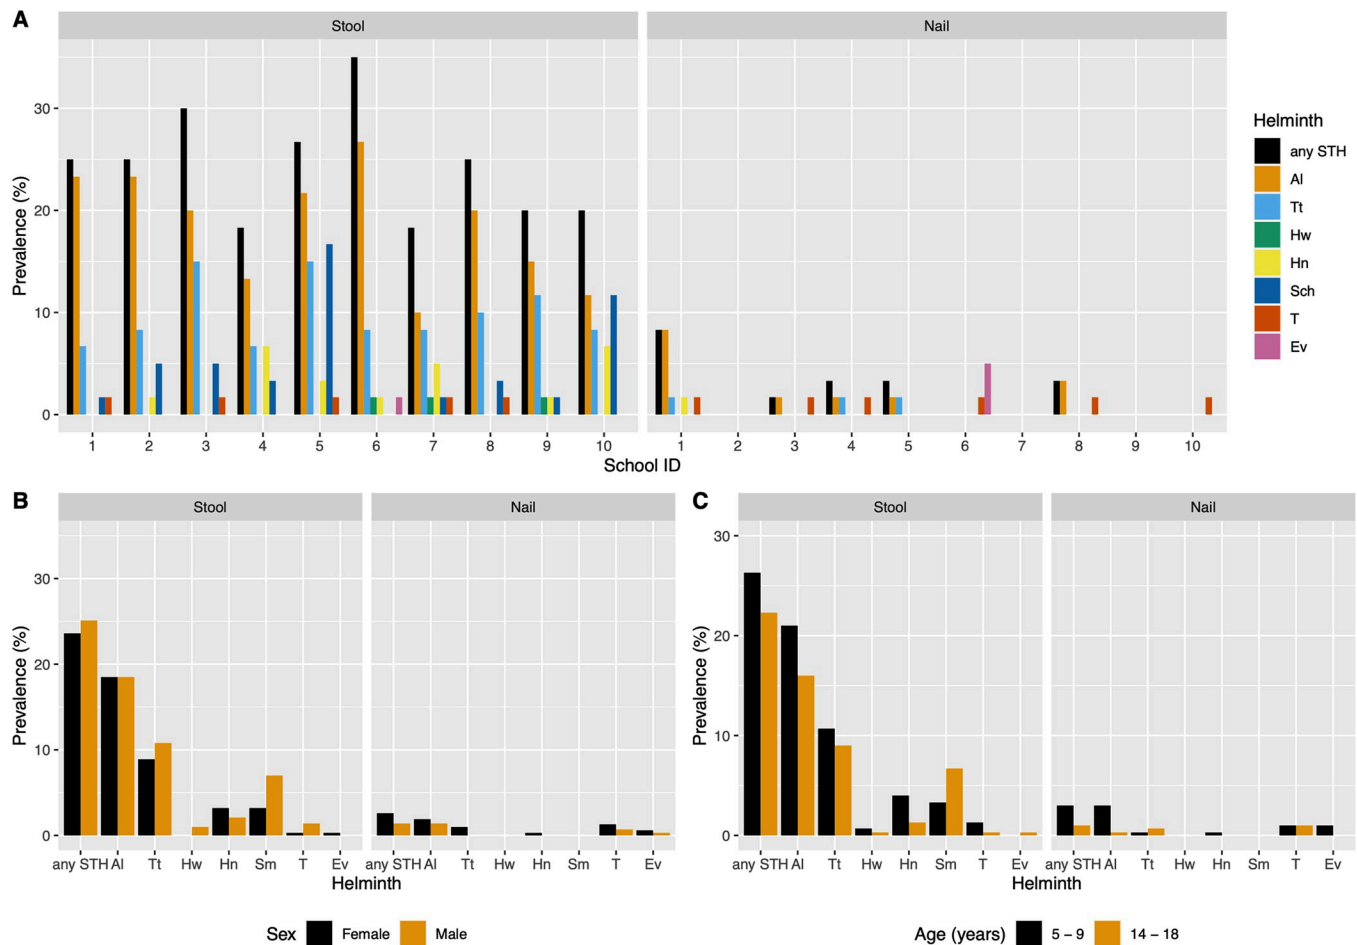 A
Stool Nail
Prevalence (%)
30
20
10
0
1 2 3 4 5 6 7 8 9 10 1 2 3 4 5 6 7 8 9 10
School ID
Helminth
any STH
Al
Tt
Hw
Hn
Sch
T
Ev
B
Stool Nail
Prevalence (%)
30
20
10
0
any STH Al Tt Hw Hn Sm T Ev any STH Al Tt Hw Hn Sm T Ev
Helminth
Sex Female Male
C
Stool Nail
Prevalence (%)
30
20
10
0
any STH Al Tt Hw Hn Sm T Ev any STH Al Tt Hw Hn Sm T Ev
Helminth
Age (years) 5 – 9 14 – 18